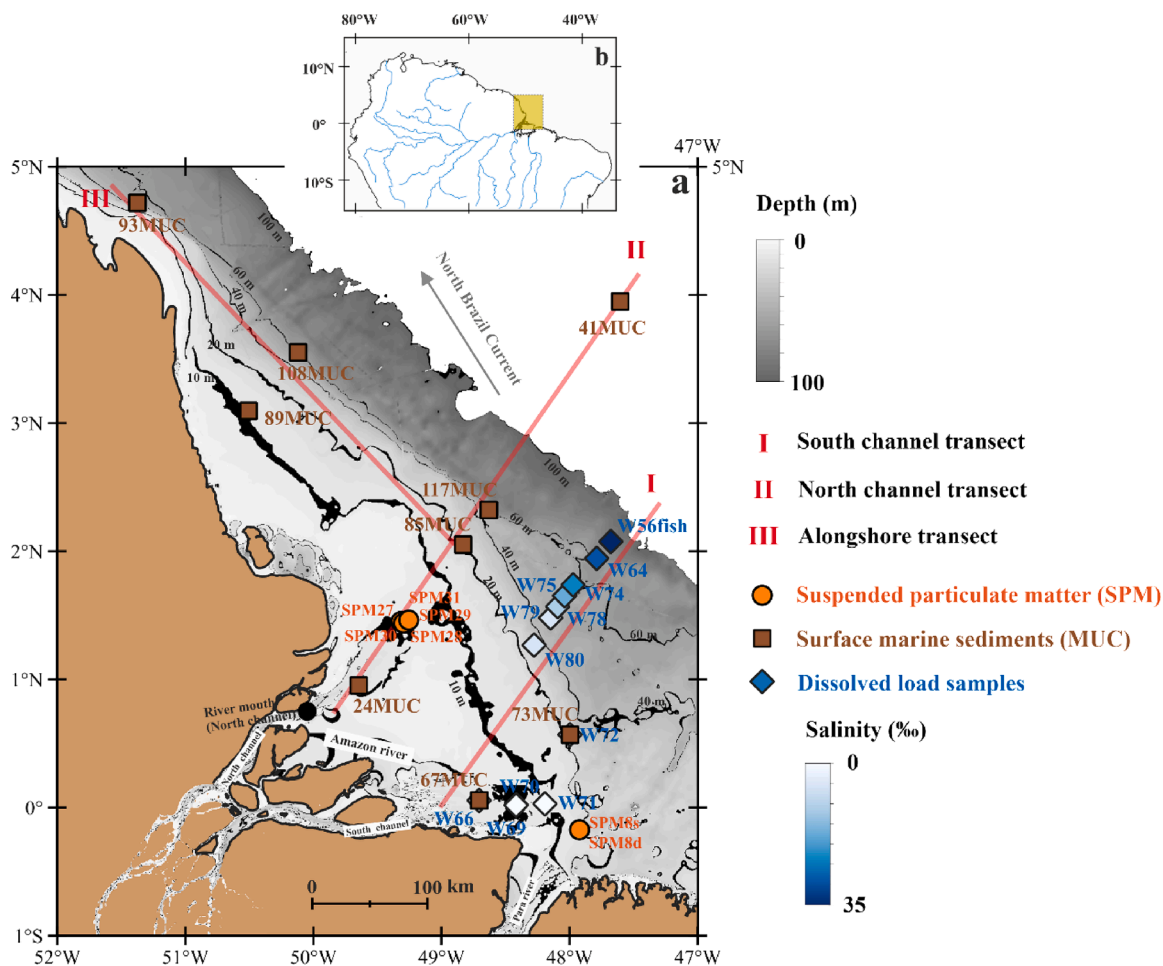 80°W
60°W
40°W
10°N
0°
10°S
b
47°W
5°N
5°N
a
III
93MUC
100 m
60 m
40 m
20 m
10 m
North Brazil Current
II
41MUC
108MUC
89MUC
100 m
I
117MUC
85MUC
60 m
W56fish
W64
40 m
W75
W74
20 m
W79
W78
SPM27
SPM31
SPM29
SPM30
SPM28
60 m
W80
10 m
24MUC
River mouth
(North channel)
73MUC
40 m
W72
North channel
Amazon river
67MUC
W70
W71
W66
W69
South channel
SPM8s
SPM8d
Para river
0
100 km
4°N
3°N
2°N
1°N
0°
1°S
52°W
51°W
50°W
49°W
48°W
47°W
Depth (m)
0
100
I South channel transect
II North channel transect
III Alongshore transect
Suspended particulate matter (SPM)
Surface marine sediments (MUC)
Dissolved load samples
Salinity (‰)
0
35